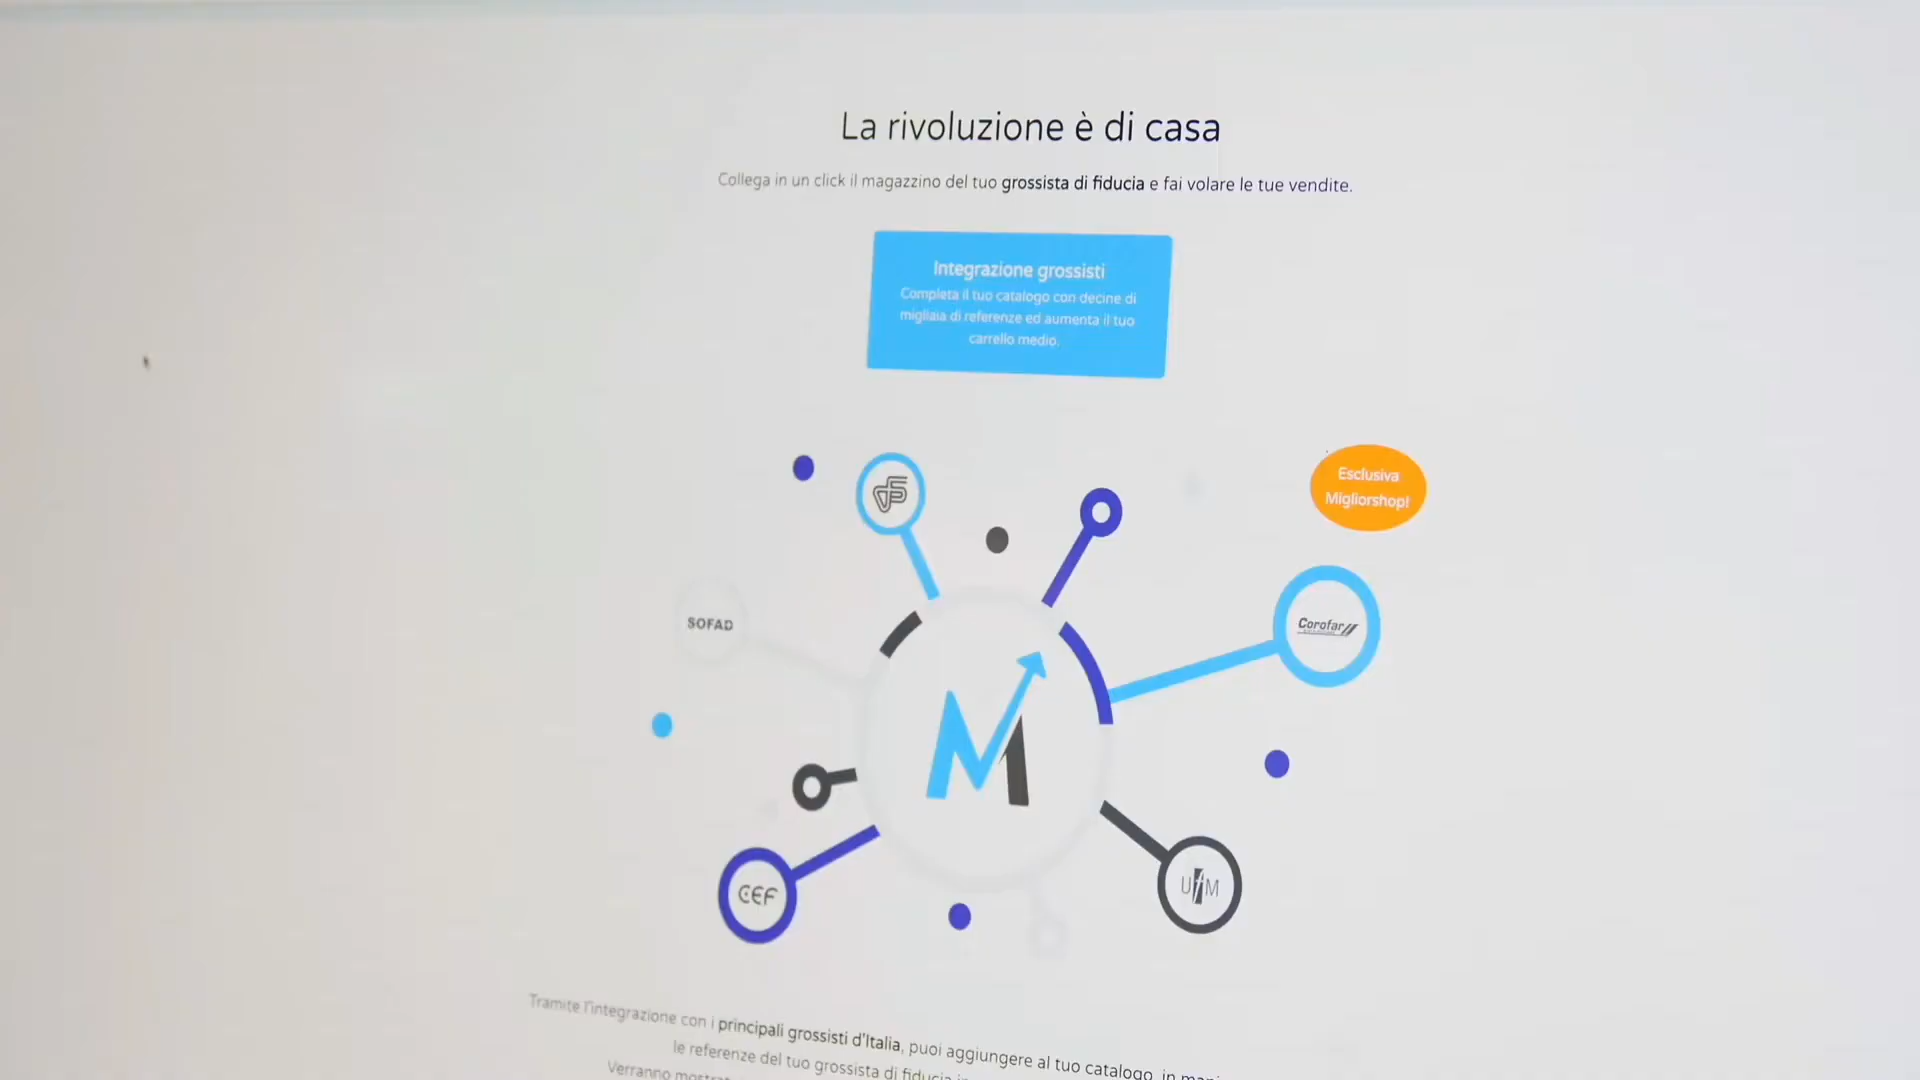 La rivoluzione è di casa
Collega in un click il magazzino del tuo grossista di fiducia e fai volare le tue vendite.
Integrazione grossisti
Completa il tuo catalogo con decine di
migliaia di referenze ed aumenta il tuo
carrello medio.
Esclusiva
Migliorshop!
SOFAD
Corofar
M
CEF
UfM
Tramite l'integrazione con i principali grossisti d'Italia, puoi aggiungere al tuo catalogo, in
le referenze del tuo grossista di fiducia
Verranno